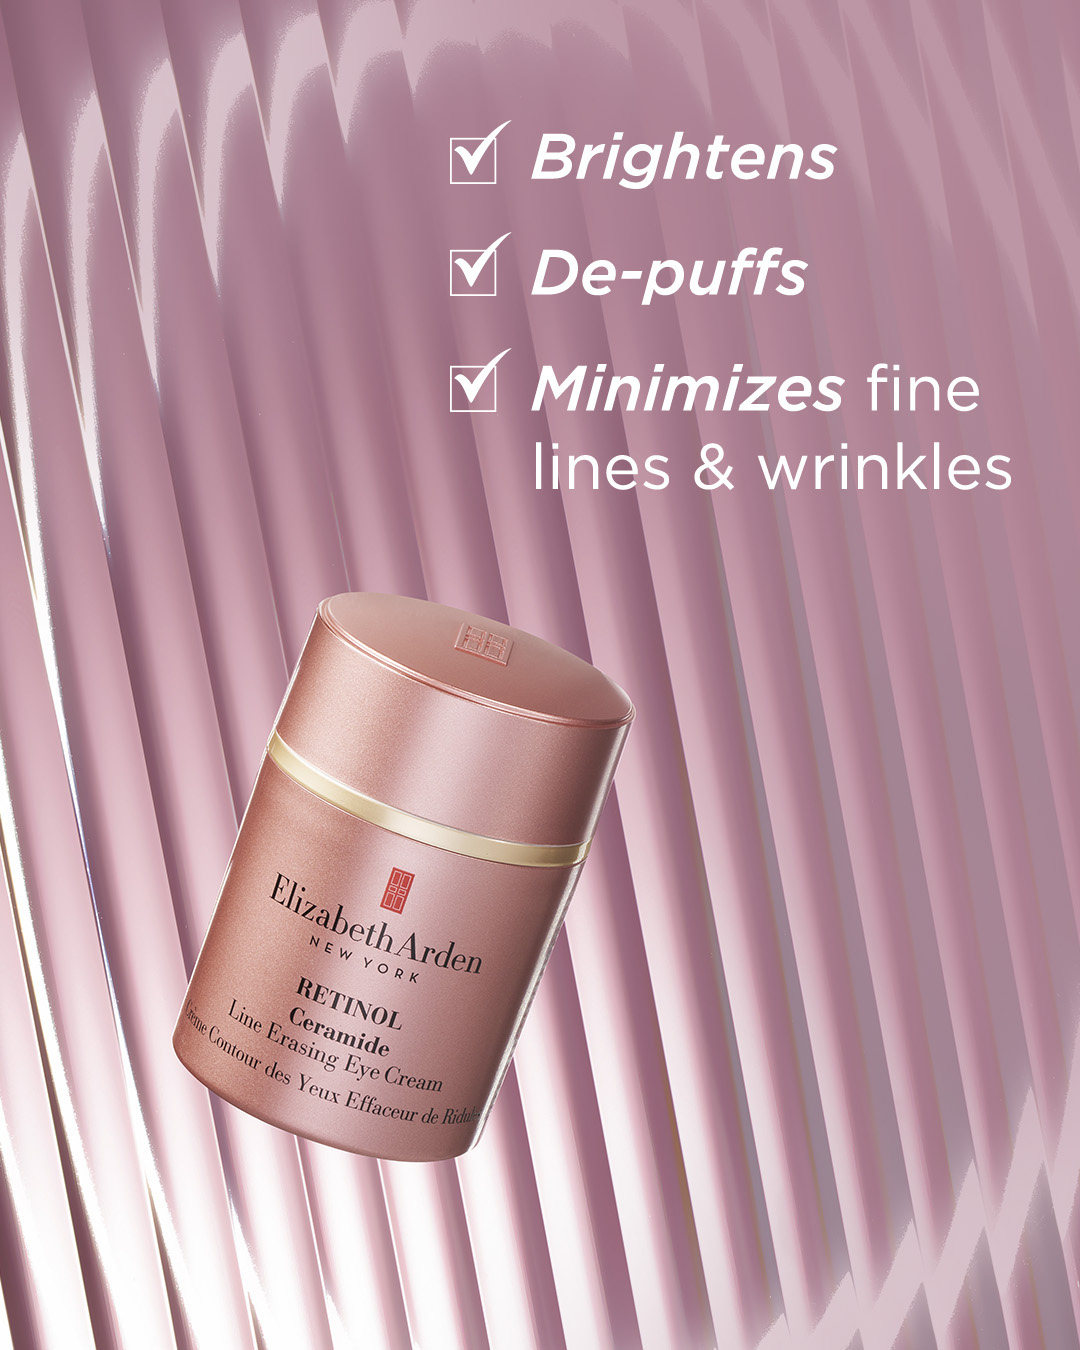 Brightens
De-puffs
Minimizes fine
lines & wrinkles
Elizabeth Arden
NEW YORK
RETINOL
Ceramide
Line Erasing Eye Cream
Crème Contour des Yeux Effaceur de